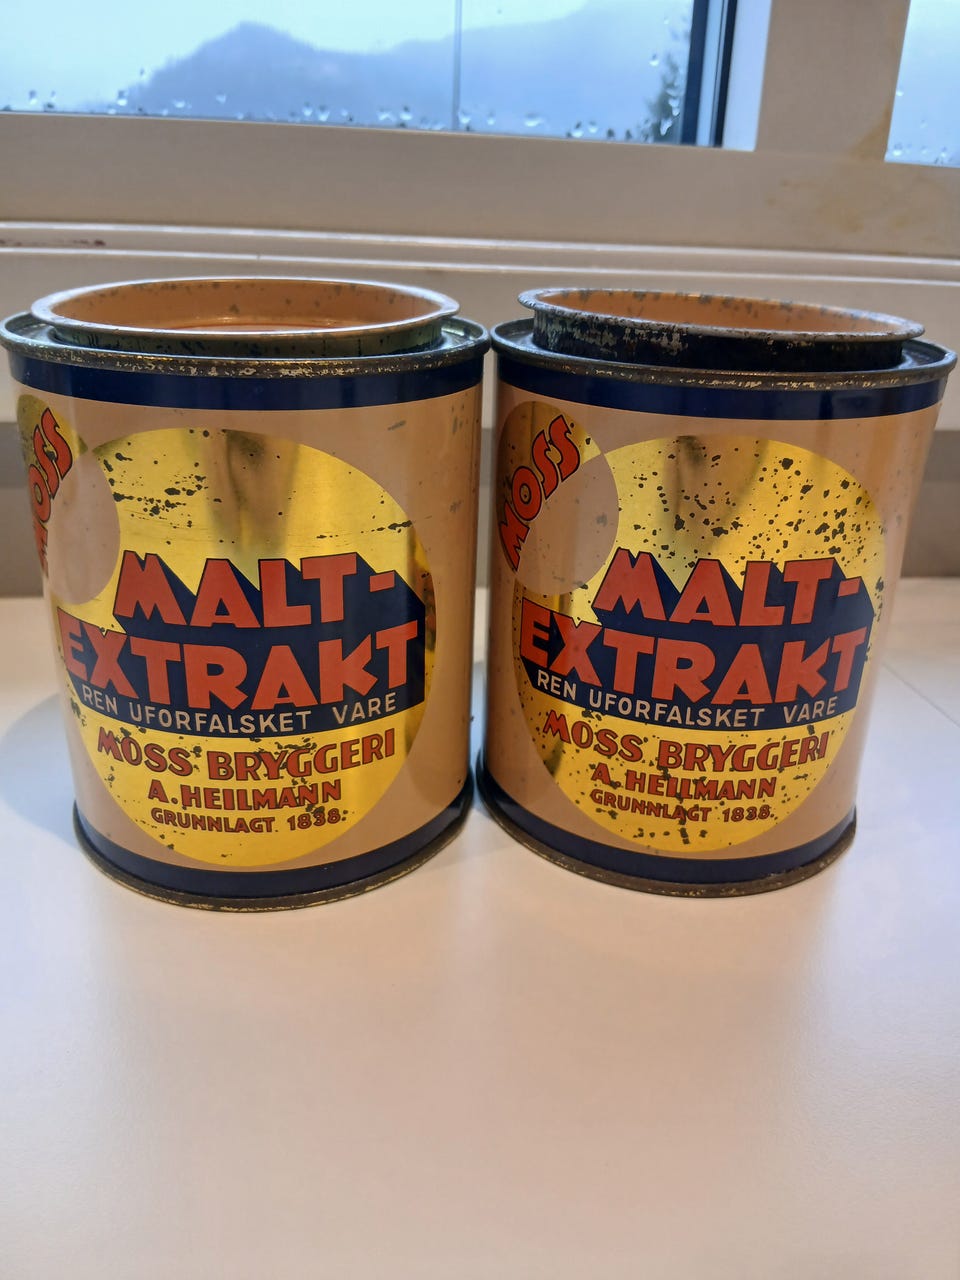 MOSS
MALT-
EXTRAKT
REN UFORFALSKET VARE
MOSS BRYGGERI
A. HEILMANN
GRUNNLAGT 1838.
MOSS
MALT-
EXTRAKT
REN UFORFALSKET VARE
MOSS BRYGGERI
A. HEILMANN
GRUNNLAGT 1838.